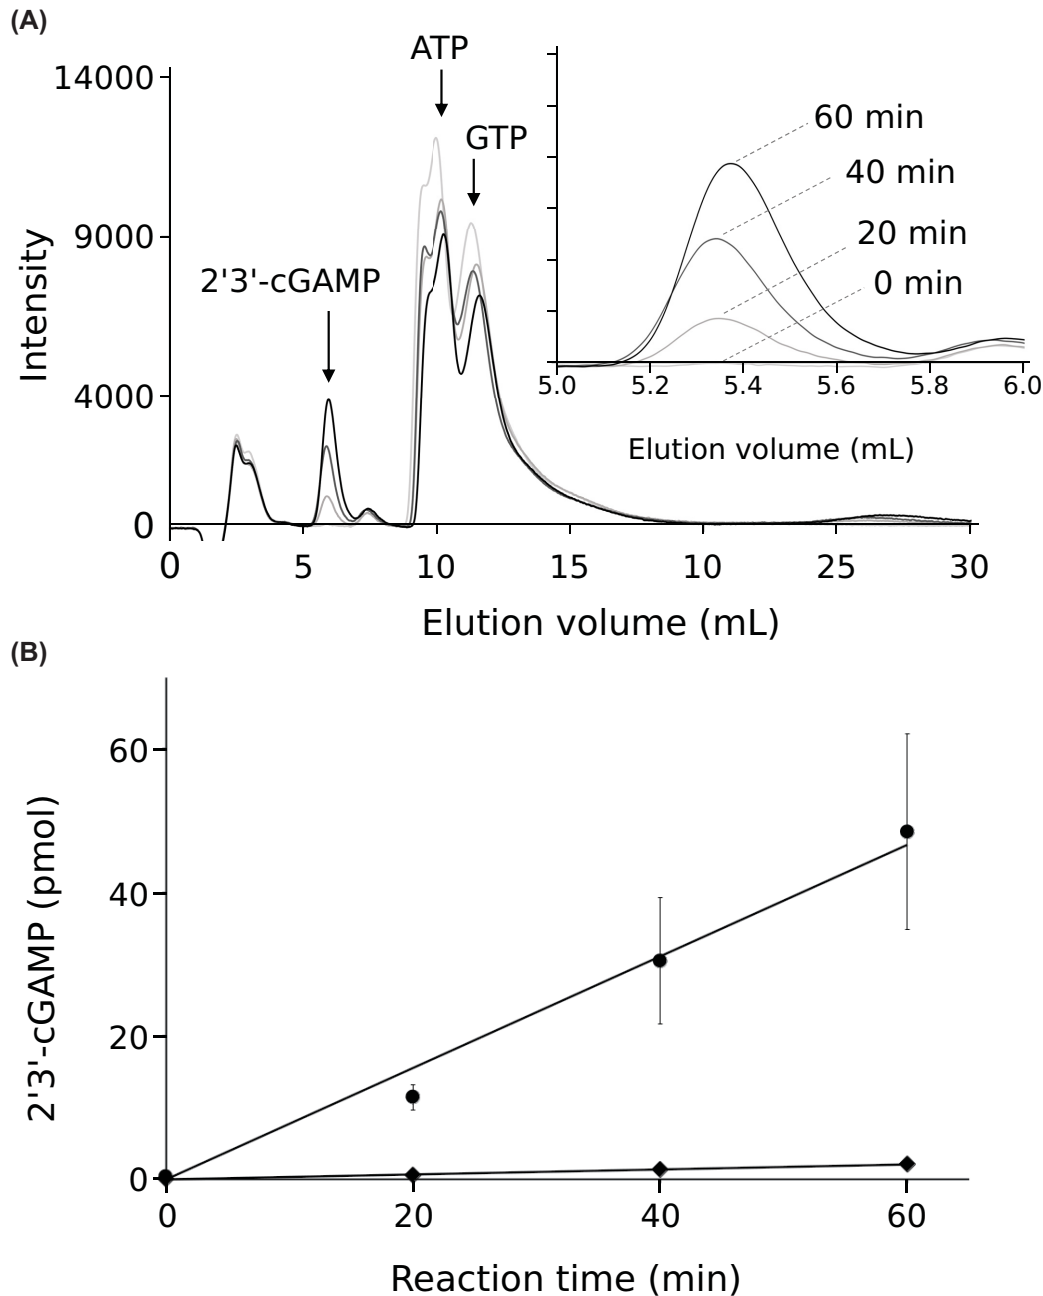 (A)
ATP
14000
GTP
9000
2'3'-cGAMP
4000
0
Intensity
0 5 10 15 10 25 30
Elution volume (mL)
60 min
40 min
20 min
0 min
5.0 5.2 5.4 5.6 5.8 6.0
Elution volume (mL)
(B)
60
40
20
0
2'3'-cGAMP (pmol)
0 20 40 60
Reaction time (min)